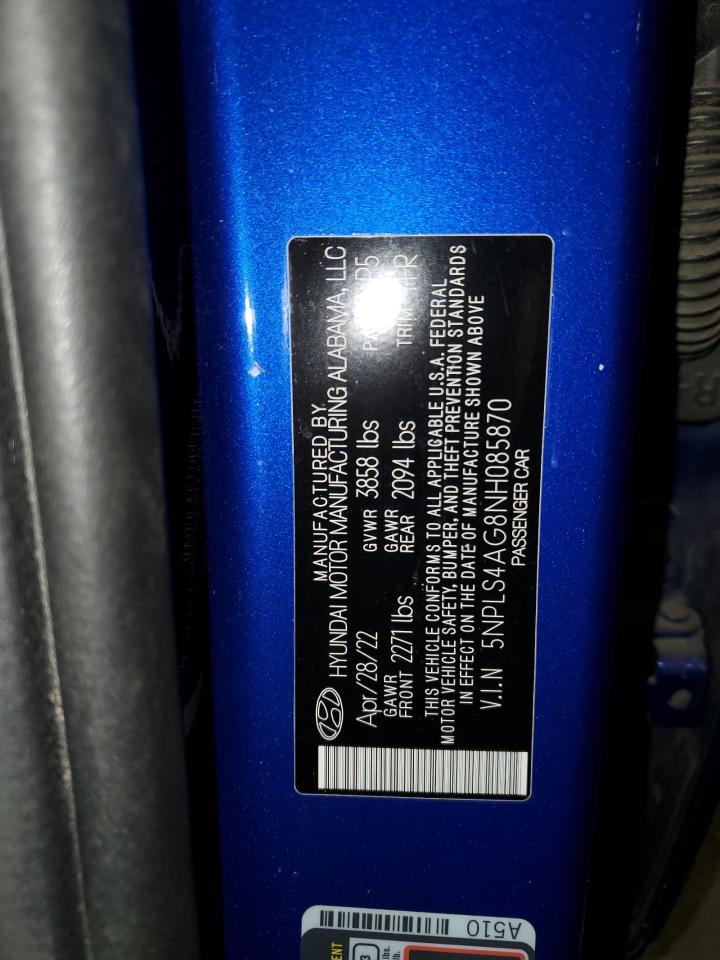 MANUFACTURED BY
HYUNDAI MOTOR MANUFACTURING ALABAMA, LLC
Apr/28/22 GVWR 3858 lbs
GAWR FRONT 2271 lbs GAWR REAR 2094 lbs TRIM
THIS VEHICLE CONFORMS TO ALL APPLICABLE U.S.A. FEDERAL
MOTOR VEHICLE SAFETY, BUMPER, AND THEFT PREVENTION STANDARDS
IN EFFECT ON THE DATE OF MANUFACTURE SHOWN ABOVE
V.I.N 5NPLS4AG8NH085870
PASSENGER CAR
A510